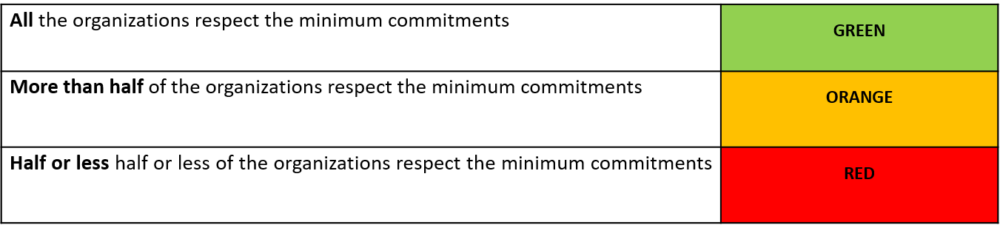 All the organizations respect the minimum commitments
GREEN
More than half of the organizations respect the minimum commitments
ORANGE
Half or less half or less of the organizations respect the minimum commitments
RED